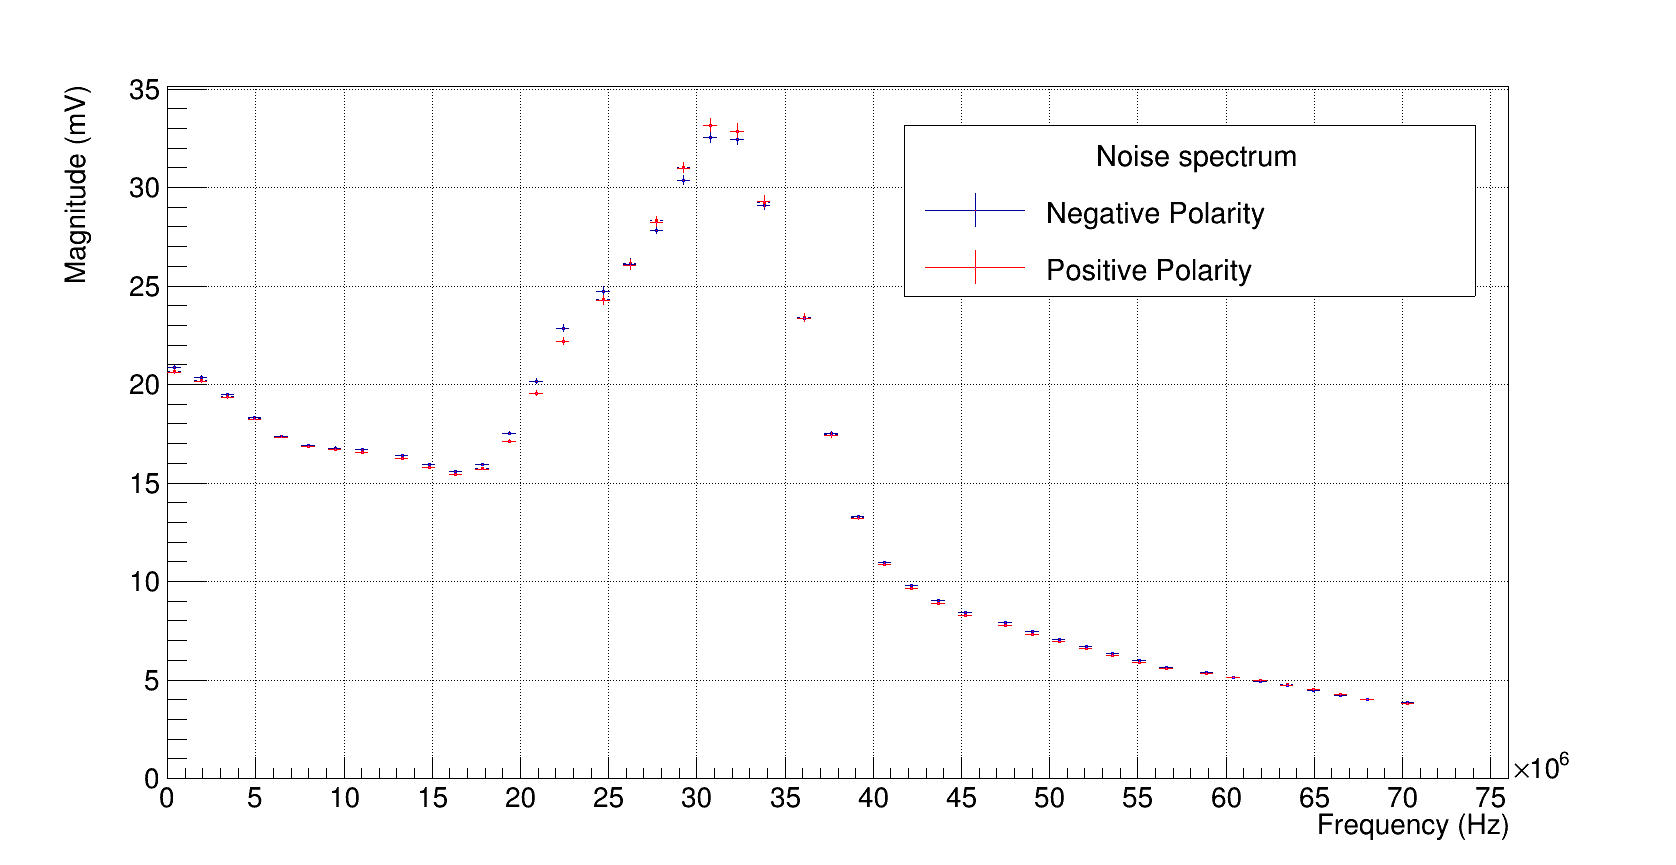 Magnitude (mV)
35
30
25
20
15
10
5
0
Noise spectrum
Negative Polarity
Positive Polarity
0 5 10 15 20 25 30 35 40 45 50 55 60 65 70 75
×10⁶
Frequency (Hz)